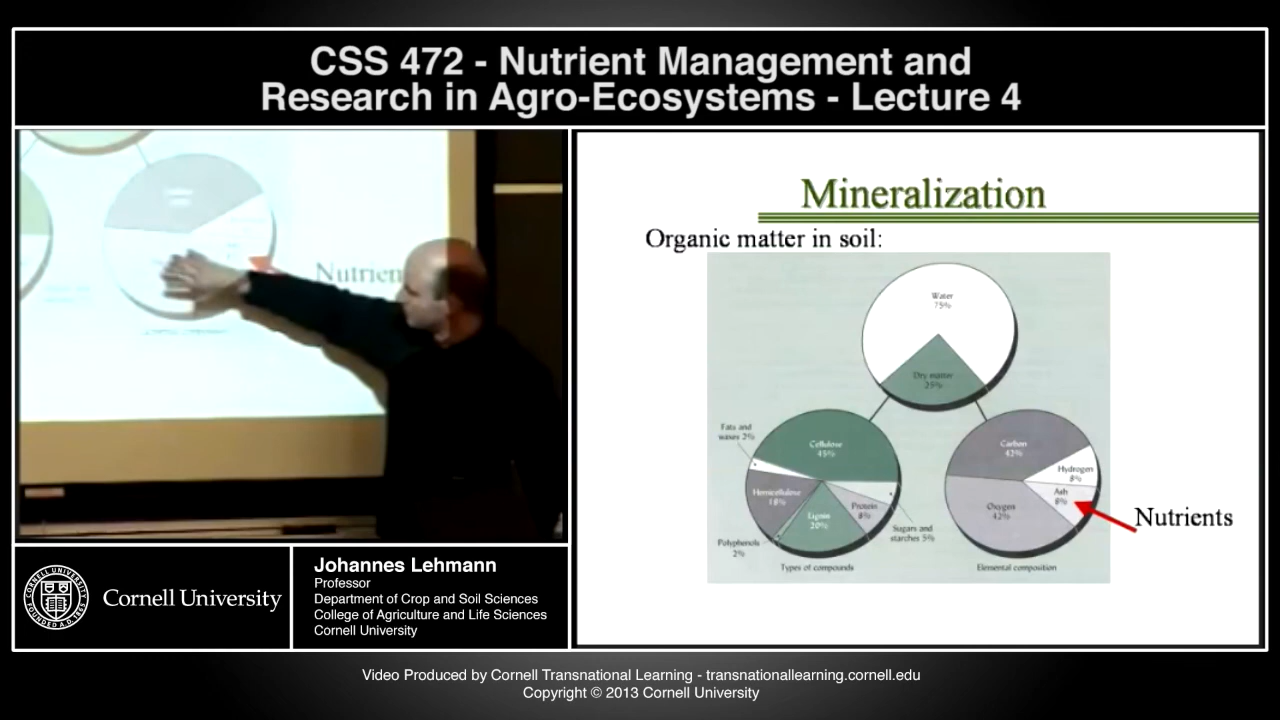 CSS 472 - Nutrient Management and
Research in Agro-Ecosystems - Lecture 4
Nutrien
Mineralization
Organic matter in soil:
Water
75%
Dry matter
25%
Fats and
waxes 2%
Cellulose
45%
Hemicellulose
18%
Lignin
20%
Protein
8%
Polyphenols
2%
Sugars and
starches 5%
Types of compounds
Carbon
42%
Hydrogen
8%
Ash
8%
Oxygen
42%
Elemental composition
Nutrients
CORNELL UNIVERSITY
FOUNDED A.D.
Cornell University
Johannes Lehmann
Professor
Department of Crop and Soil Sciences
College of Agriculture and Life Sciences
Cornell University
Video Produced by Cornell Transnational Learning - transnationallearning.cornell.edu
Copyright © 2013 Cornell University